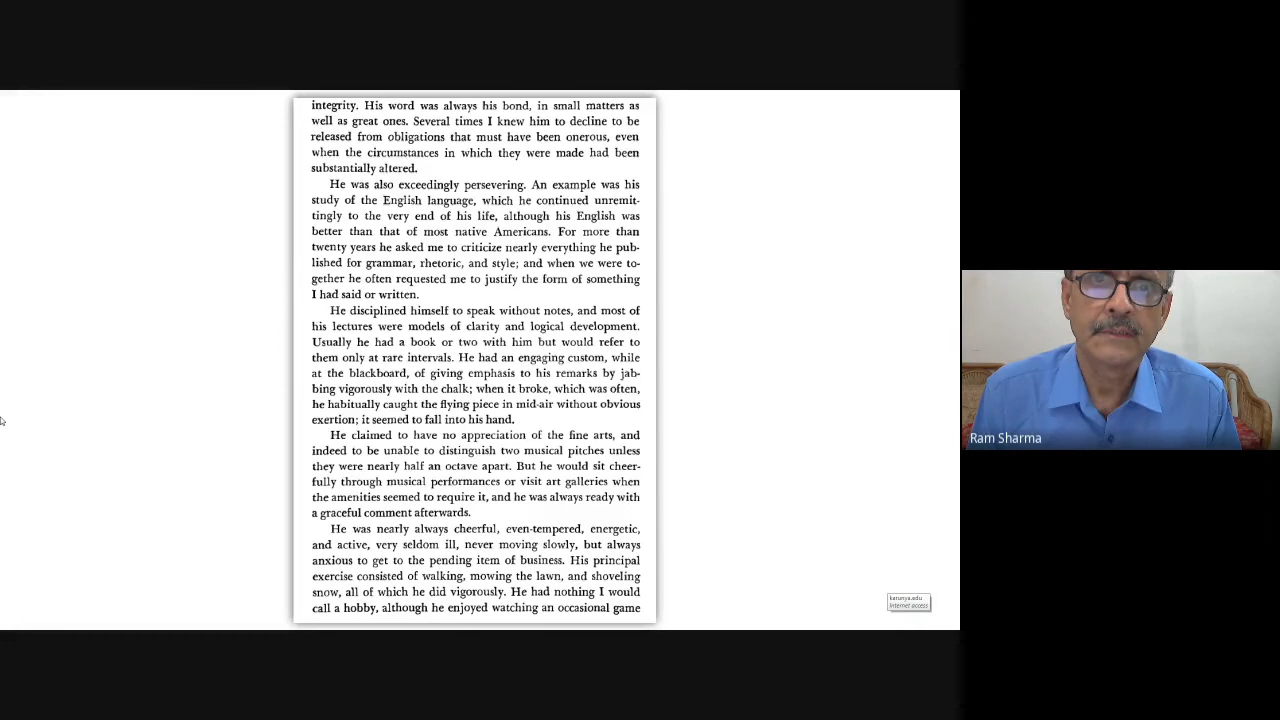 integrity. His word was always his bond, in small matters as
well as great ones. Several times I knew him to decline to be
released from obligations that must have been onerous, even
when the circumstances in which they were made had been
substantially altered.
He was also exceedingly persevering. An example was his
study of the English language, which he continued unremit-
tingly to the very end of his life, although his English was
better than that of most native Americans. For more than
twenty years he asked me to criticize nearly everything he pub-
lished for grammar, rhetoric, and style; and when we were to-
gether he often requested me to justify the form of something
I had said or written.
He disciplined himself to speak without notes, and most of
his lectures were models of clarity and logical development.
Usually he had a book or two with him but would refer to
them only at rare intervals. He had an engaging custom, while
at the blackboard, of giving emphasis to his remarks by jab-
bing vigorously with the chalk; when it broke, which was often,
he habitually caught the flying piece in mid-air without obvious
exertion; it seemed to fall into his hand.
He claimed to have no appreciation of the fine arts, and
indeed to be unable to distinguish two musical pitches unless
they were nearly half an octave apart. But he would sit cheer-
fully through musical performances or visit art galleries when
the amenities seemed to require it, and he was always ready with
a graceful comment afterwards.
He was nearly always cheerful, even-tempered, energetic,
and active, very seldom ill, never moving slowly, but always
anxious to get to the pending item of business. His principal
exercise consisted of walking, mowing the lawn, and shoveling
snow, all of which he did vigorously. He had nothing I would
call a hobby, although he enjoyed watching an occasional game
Ram Sharma
karunya.edu
Internet access